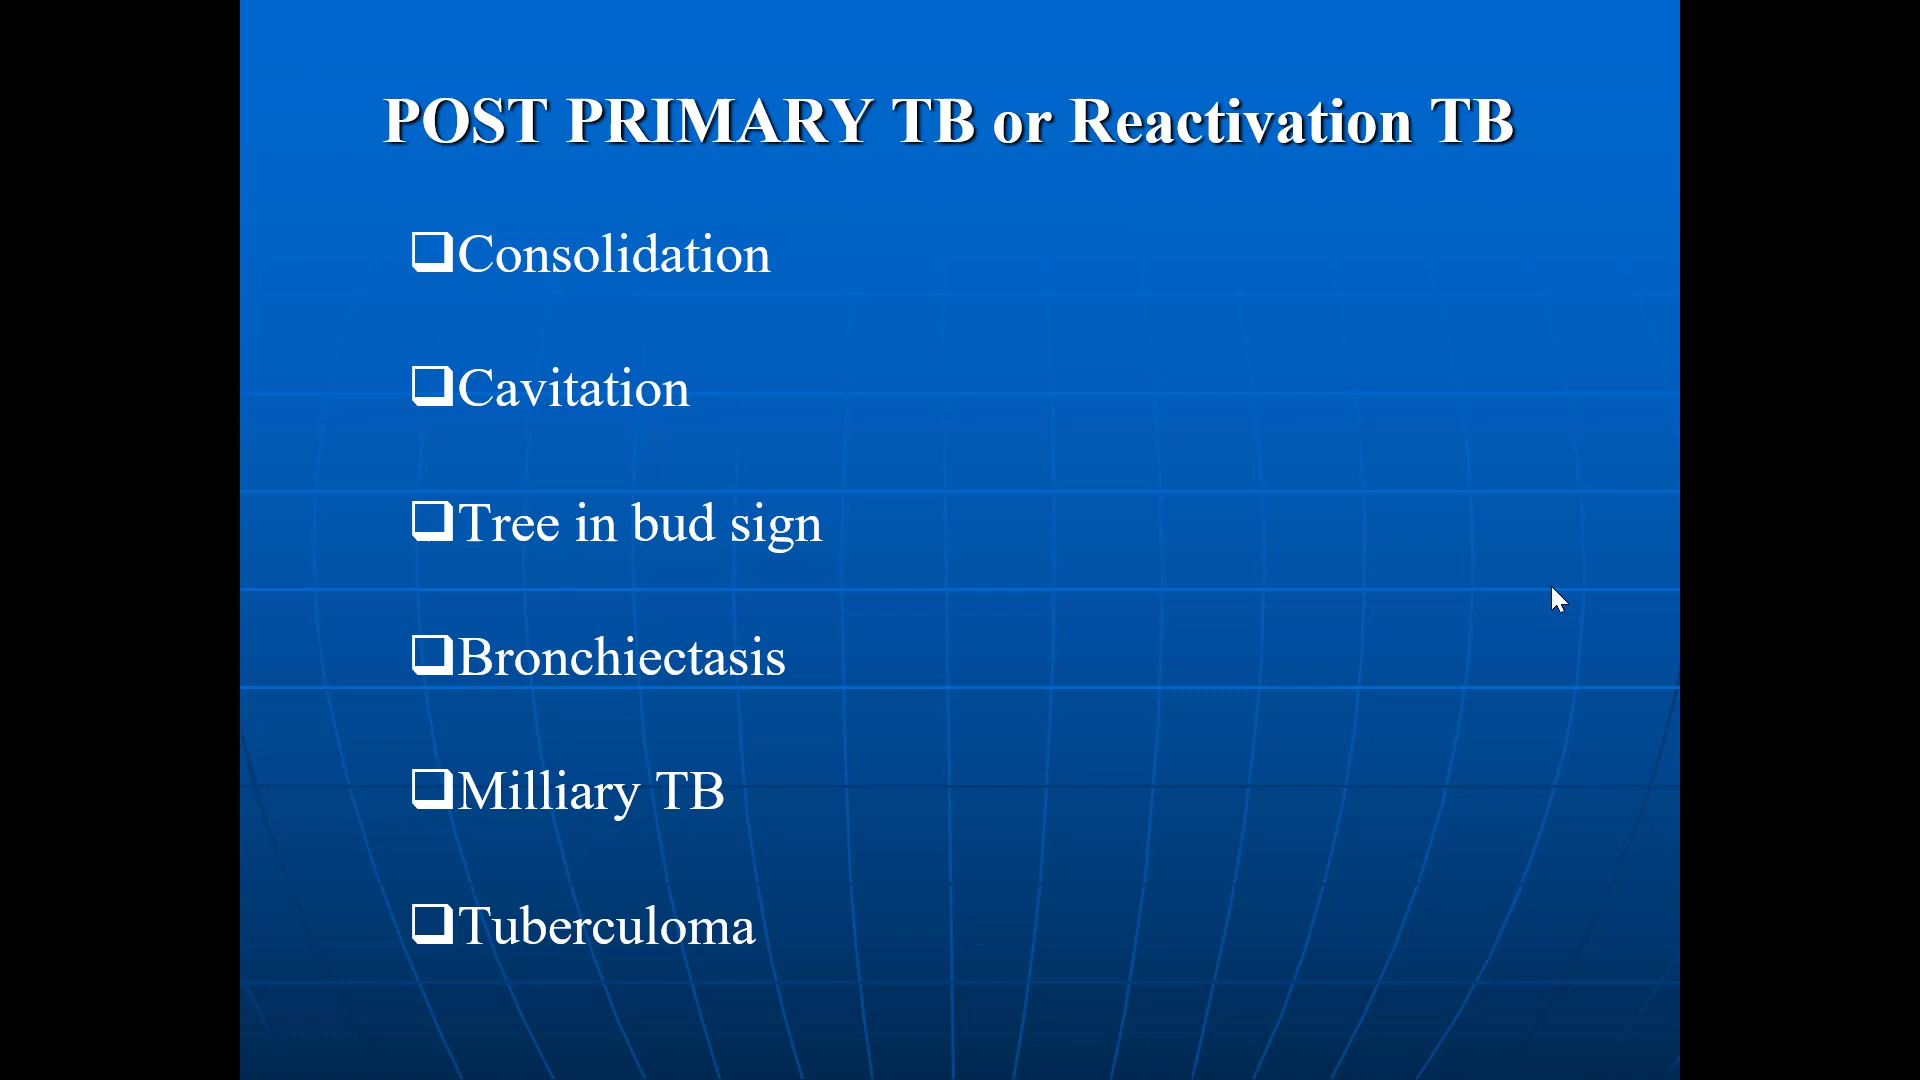 POST PRIMARY TB or Reactivation TB
Consolidation
Cavitation
Tree in bud sign
Bronchiectasis
Milliary TB
Tuberculoma